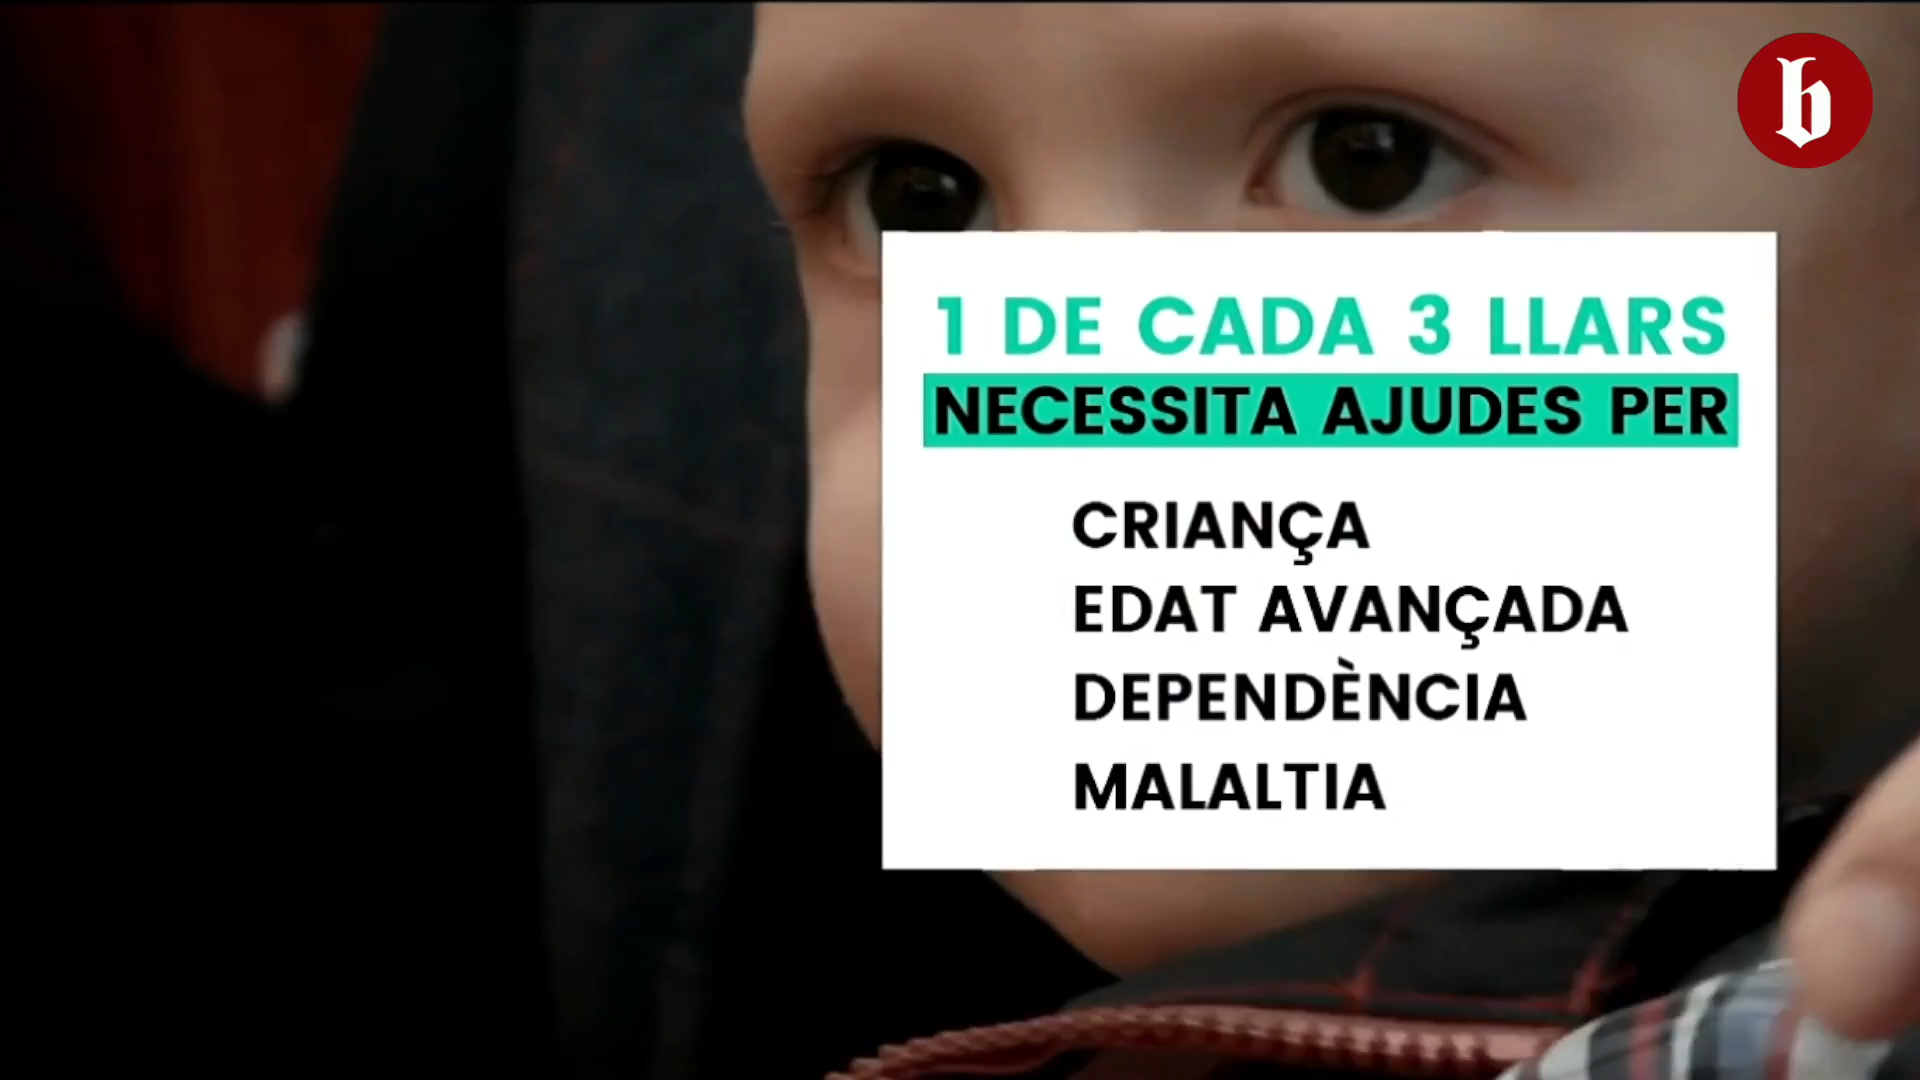 b
1 DE CADA 3 LLARS
NECESSITA AJUDES PER
CRIANÇA
EDAT AVANÇADA
DEPENDÈNCIA
MALALTIA